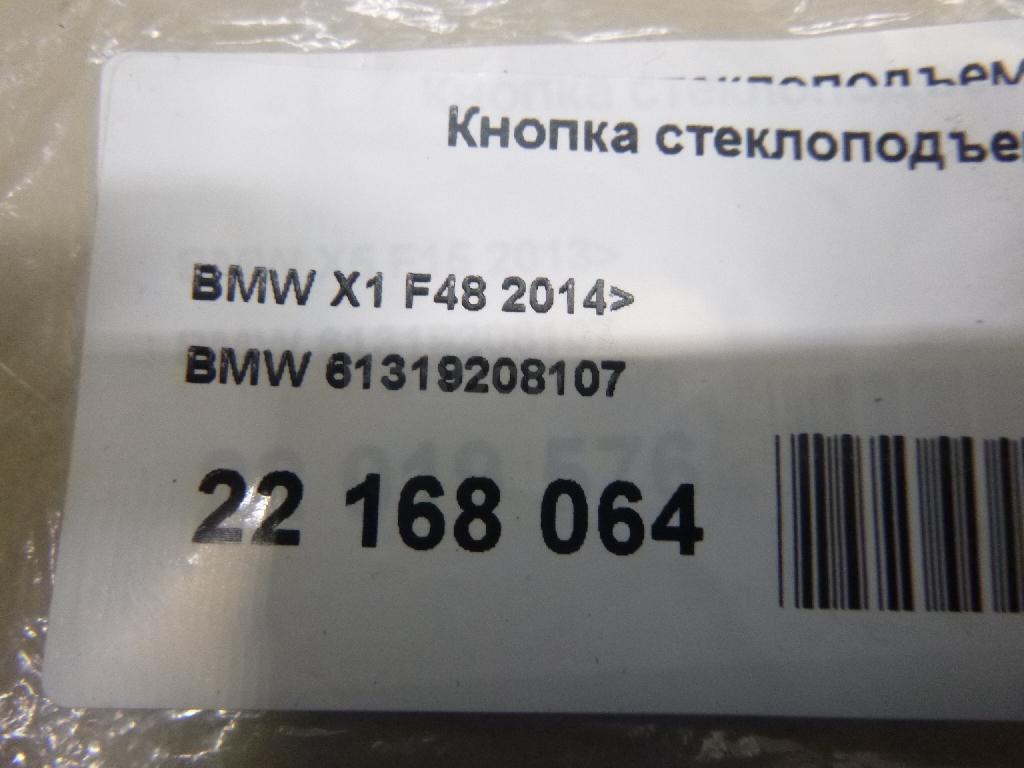 Кнопка стеклоподъе
BMW X1 F48 2014>
BMW 61319208107
22 168 064